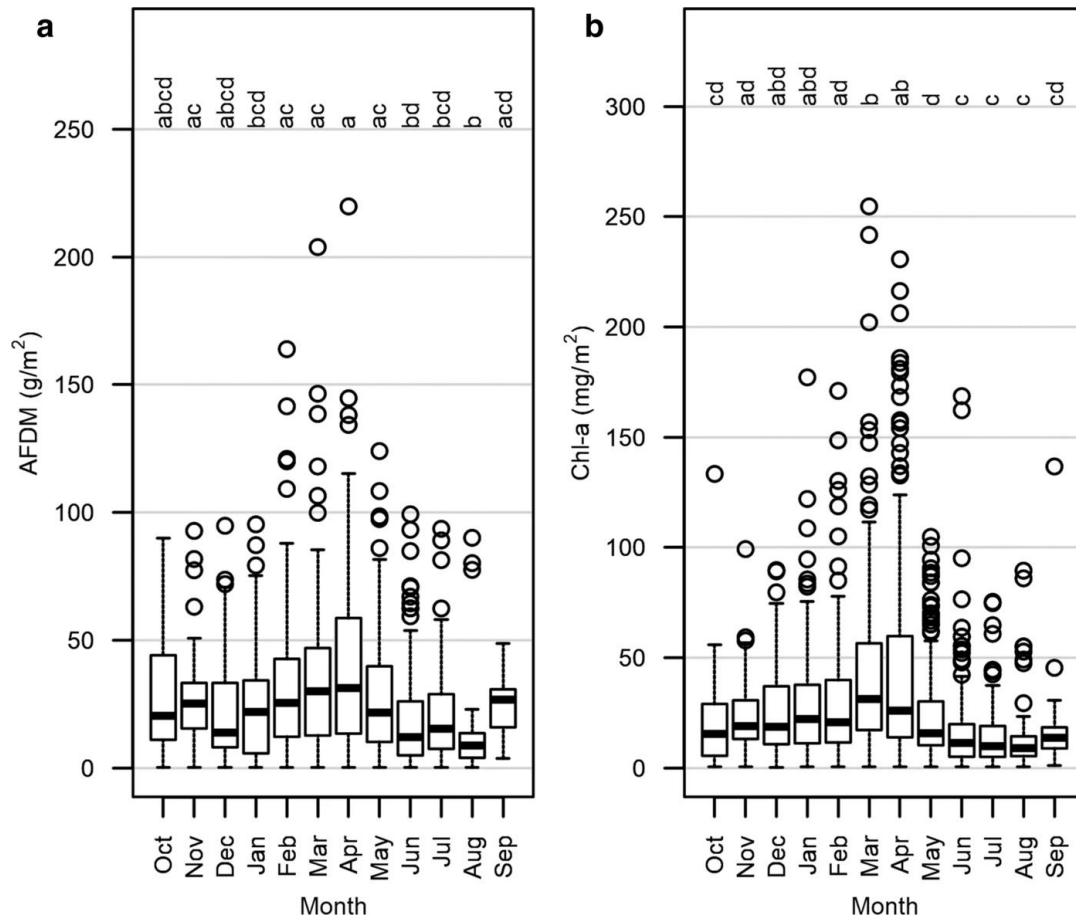 a
AFDM (g/m²)
250
200
150
100
50
0
abcd
ac
abcd
bcd
ac
ac
a
ac
bd
bcd
b
acd
Oct
Nov
Dec
Jan
Feb
Mar
Apr
May
Jun
Jul
Aug
Sep
Month
b
Chl-a (mg/m²)
300
250
200
150
100
50
0
cd
ad
abd
abd
ad
b
ab
d
c
c
c
cd
Oct
Nov
Dec
Jan
Feb
Mar
Apr
May
Jun
Jul
Aug
Sep
Month